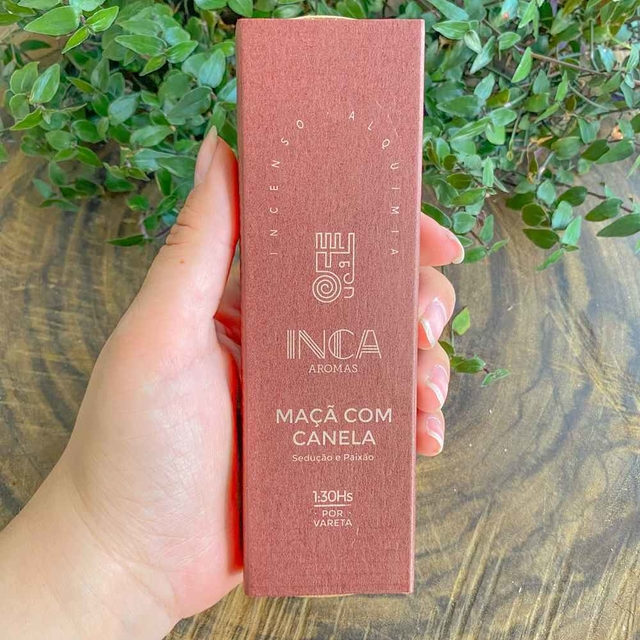 INCENSO ALQUIMIA
INCA
AROMAS
MAÇÃ COM
CANELA
Sedução e Paixão
1:30Hs
POR
VARETA